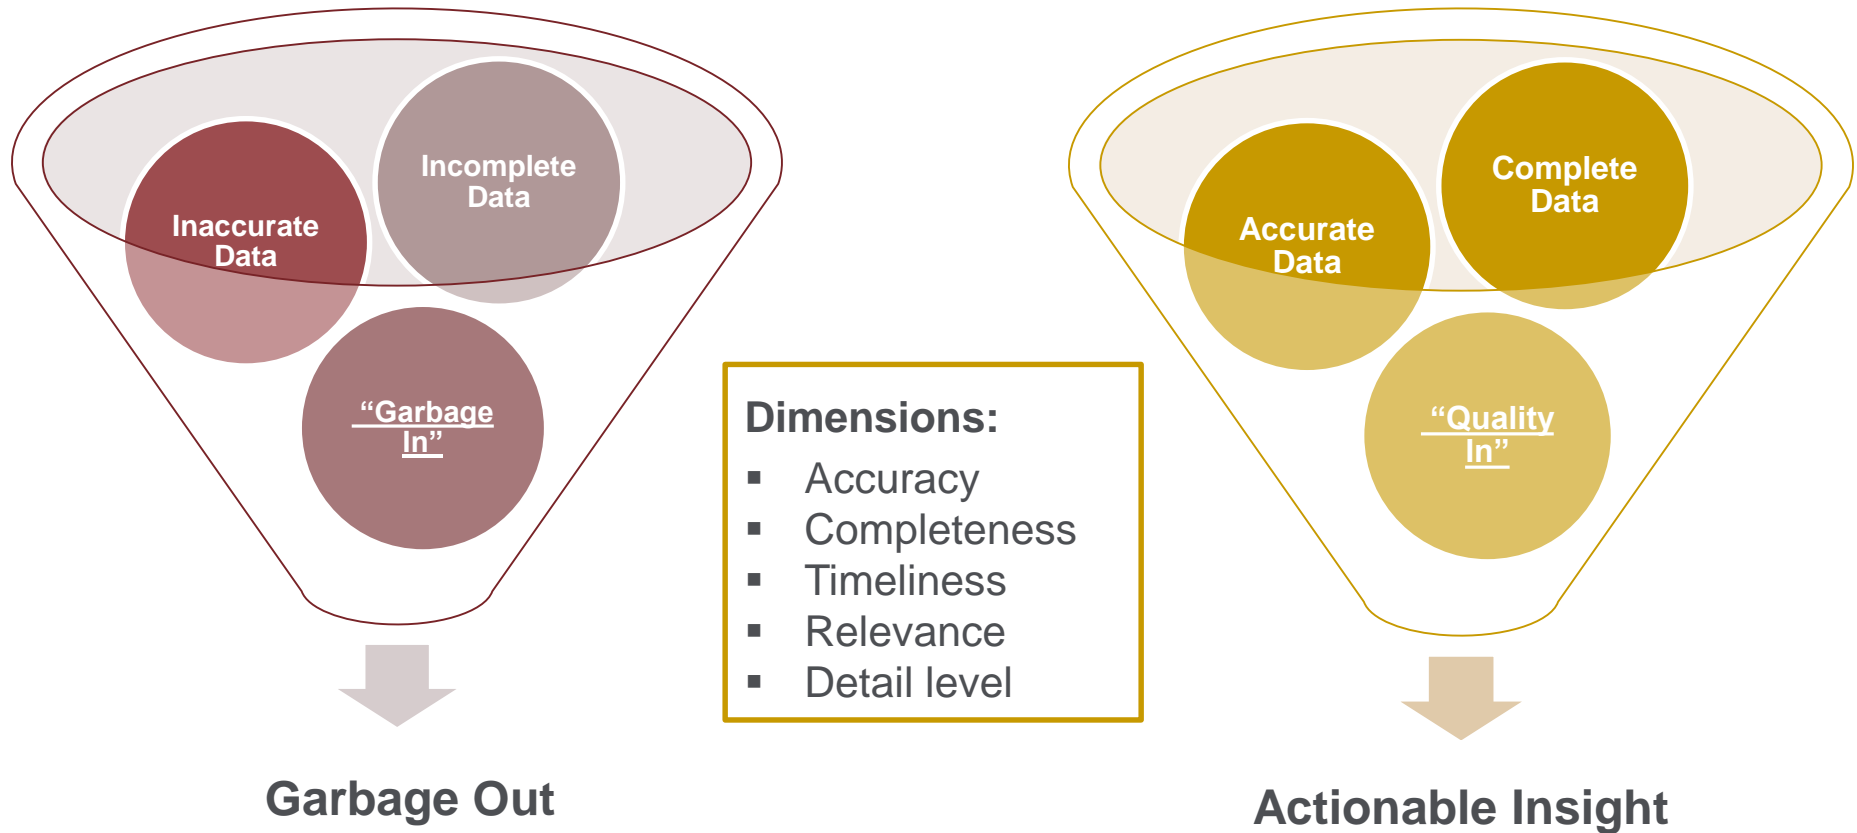 Incomplete
Data
Inaccurate
Data
“Garbage
In”
Garbage Out
Dimensions:
▪ Accuracy
▪ Completeness
▪ Timeliness
▪ Relevance
▪ Detail level
Complete
Data
Accurate
Data
“Quality
In”
Actionable Insight